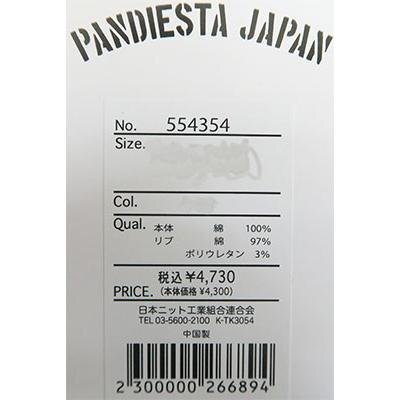 PANDIESTA JAPAN
No. 554354
Size.
Col.
Qual. 本体 綿 100%
リブ 綿 97%
ポリウレタン 3%
税込¥4,730
PRICE. (本体価格 ¥4,300)
日本ニット工業組合連合会
TEL 03-5600-2100 K-TK3054
中国製
2 300000 266894